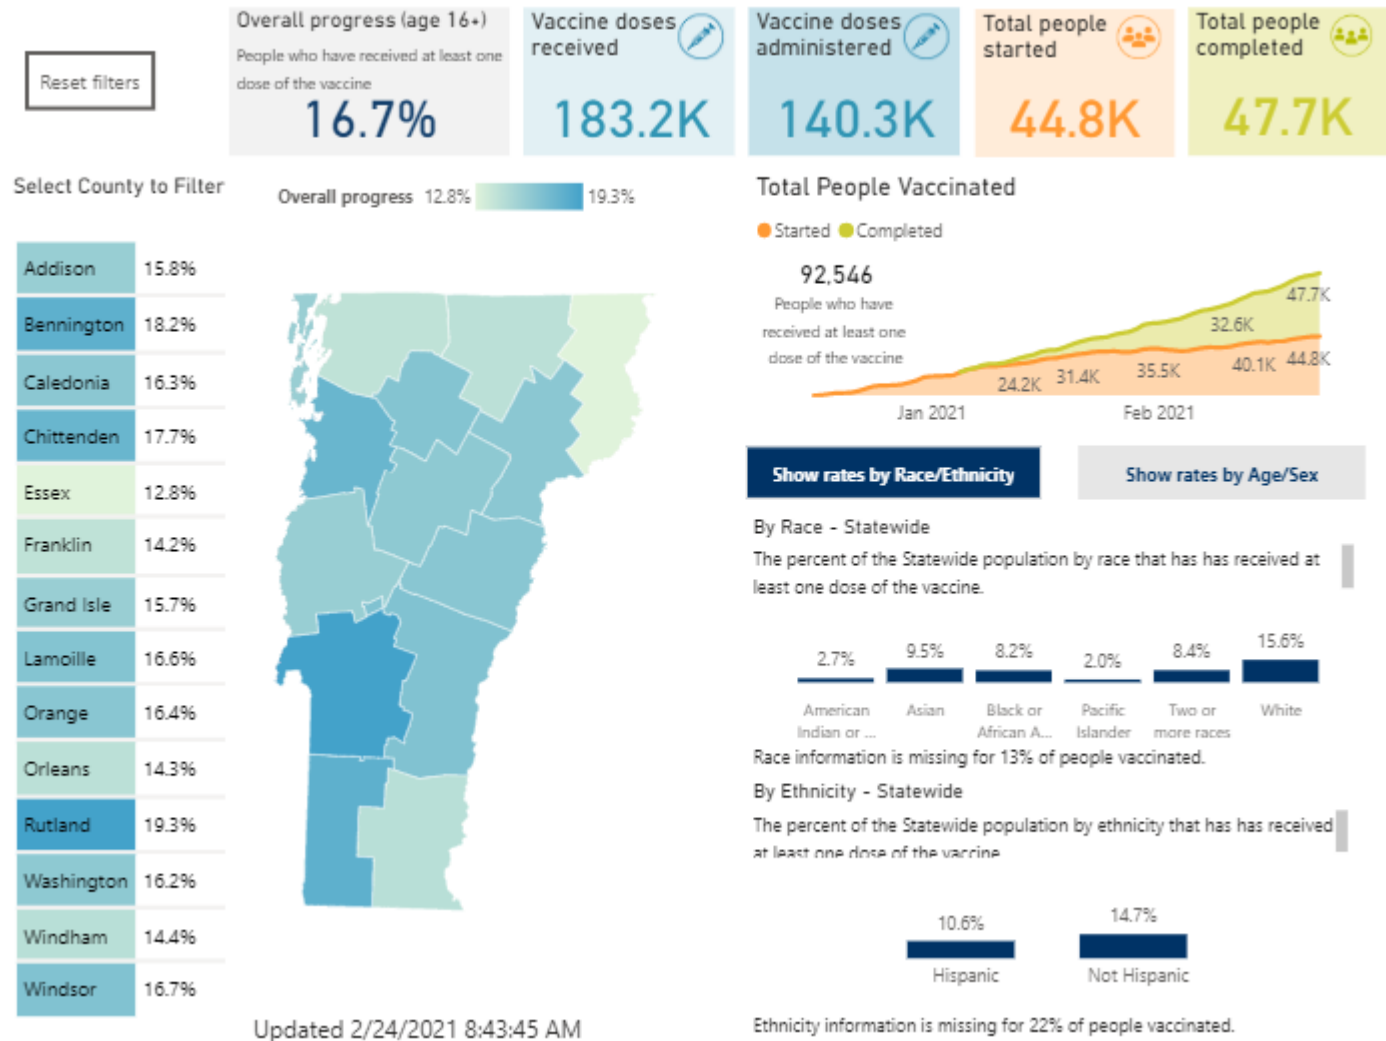 Reset filters
Overall progress (age 16+)
People who have received at least one
dose of the vaccine
16.7%
Vaccine doses
received
183.2K
Vaccine doses
administered
140.3K
Total people
started
44.8K
Total people
completed
47.7K
Select County to Filter
Addison 15.8%
Bennington 18.2%
Caledonia 16.3%
Chittenden 17.7%
Essex 12.8%
Franklin 14.2%
Grand Isle 15.7%
Lamoille 16.6%
Orange 16.4%
Orleans 14.3%
Rutland 19.3%
Washington 16.2%
Windham 14.4%
Windsor 16.7%
Overall progress 12.8% 19.3%
Updated 2/24/2021 8:43:45 AM
Total People Vaccinated
Started Completed
92,546
People who have
received at least one
dose of the vaccine
47.7K
32.6K
24.2K 31.4K 35.5K 40.1K 44.8K
Jan 2021 Feb 2021
Show rates by Race/Ethnicity
Show rates by Age/Sex
By Race - Statewide
The percent of the Statewide population by race that has has received at
least one dose of the vaccine.
2.7% 9.5% 8.2% 2.0% 8.4% 15.6%
American
Indian or ...
Asian
Black or
African A...
Pacific
Islander
Two or
more races
White
Race information is missing for 13% of people vaccinated.
By Ethnicity - Statewide
The percent of the Statewide population by ethnicity that has has received
at least one dose of the vaccine
10.6% 14.7%
Hispanic Not Hispanic
Ethnicity information is missing for 22% of people vaccinated.